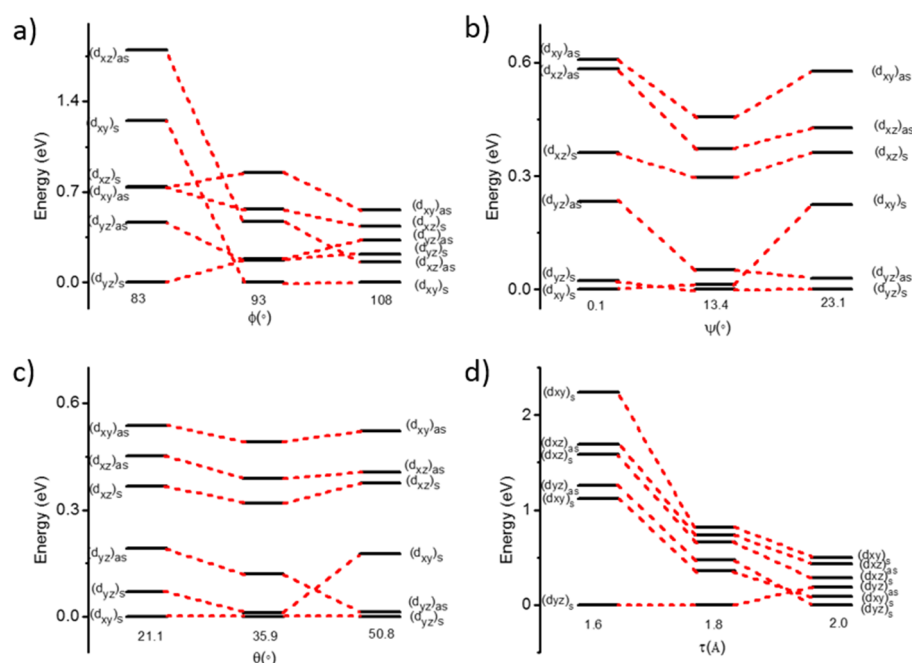 a)
Energy (eV)
1.4
0.7
0.0
(dxz)as
(dxy)s
(dxz)s
(dxy)as
(dyz)as
(dyz)s
(dxy)as
(dxz)s
(dyz)as
(dyz)s
(dxz)as
(dxy)s
83
93
108
ϕ(°)
b)
Energy (eV)
0.6
0.3
0.0
(dxy)as
(dxz)as
(dxz)s
(dyz)as
(dyz)s
(dxy)s
(dxy)as
(dxz)as
(dxz)s
(dxy)s
(dyz)as
(dyz)s
0.1
13.4
23.1
ψ(°)
c)
Energy (eV)
0.6
0.3
0.0
(dxy)as
(dxz)as
(dxz)s
dyz)as
(dyz)s
(dxy)s
(dxy)as
(dxz)as
(dxz)s
(dxy)s
(dyz)as
(dyz)s
21.1
35.9
50.8
θ(°)
d)
Energy (eV)
2
1
0
(dxy)s
(dxz)as
(dxz)s
(dyz)as
(dxy)s
(dyz)s
(dxy)s
(dxz)as
(dxz)s
(dyz)as
(dxy)s
(dyz)s
1.6
1.8
2.0
τ(Å)